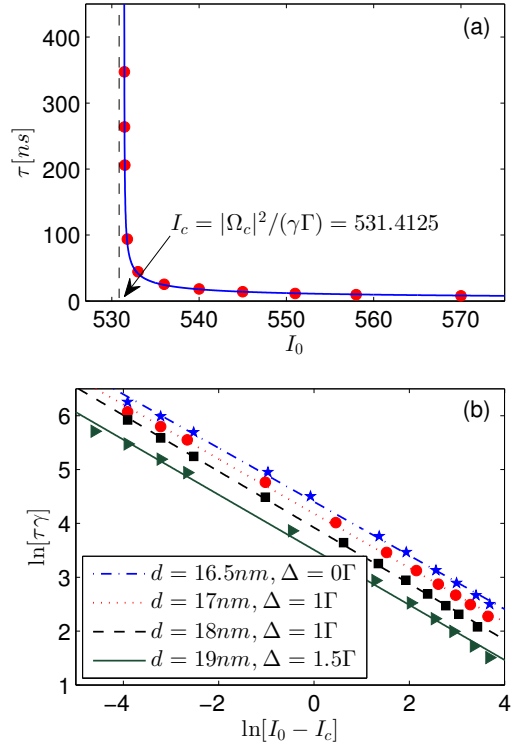 (a)
400
300
200
100
0
τ [ns]
I_c = |Ω_c|²/(γΓ) = 531.4125
530 540 550 560 570
I_0
(b)
6
5
4
3
2
1
ln[τγ]
d = 16.5nm, Δ = 0Γ
d = 17nm, Δ = 1Γ
d = 18nm, Δ = 1Γ
d = 19nm, Δ = 1.5Γ
−4 −2 0 2 4
ln[I_0 − I_c]